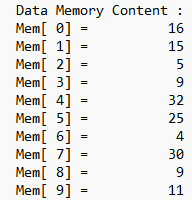 Data Memory Content :
Mem[ 0] =          16
Mem[ 1] =          15
Mem[ 2] =           5
Mem[ 3] =           9
Mem[ 4] =          32
Mem[ 5] =          25
Mem[ 6] =           4
Mem[ 7] =          30
Mem[ 8] =           9
Mem[ 9] =          11